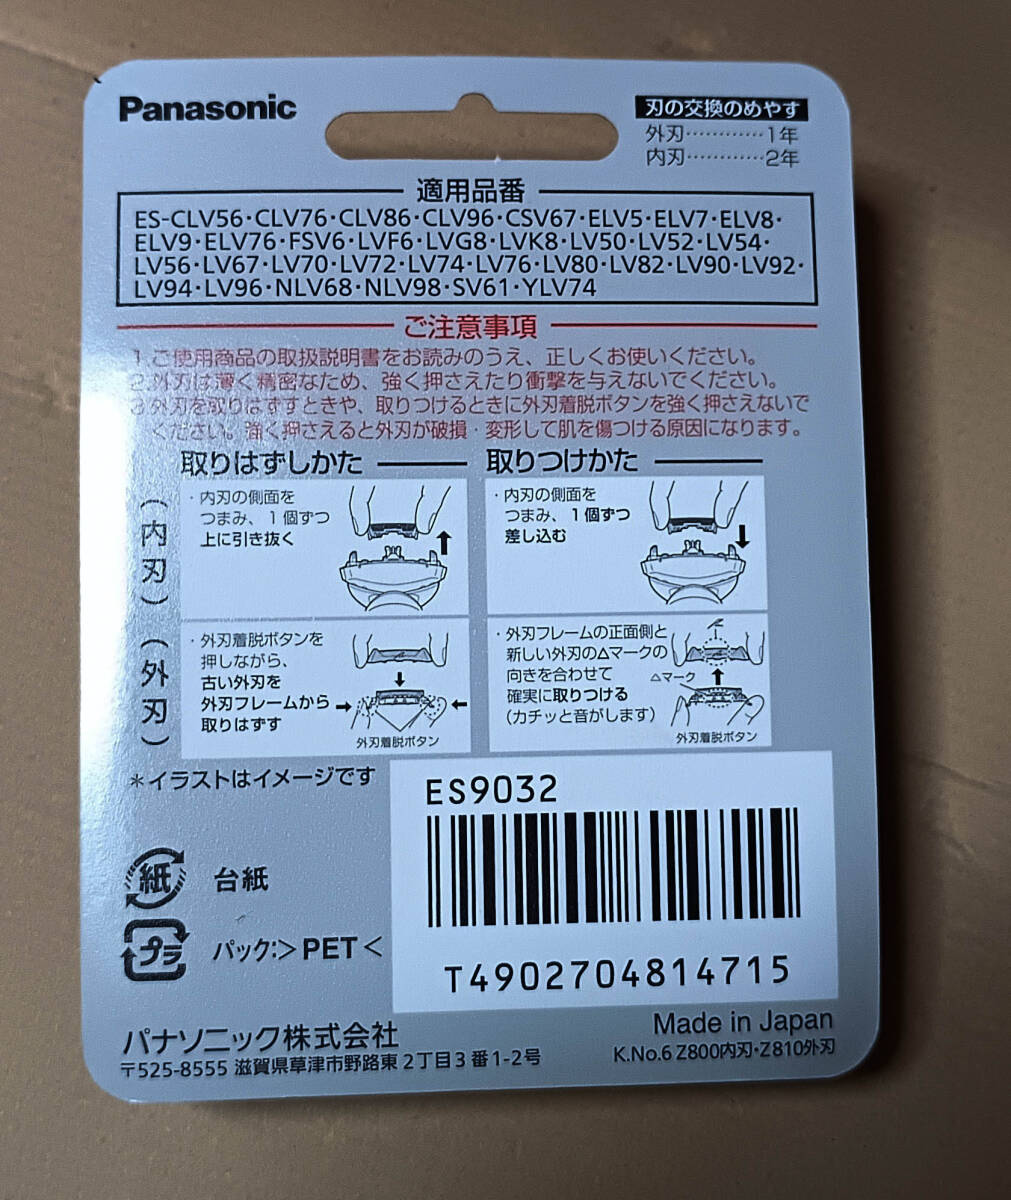 Panasonic
刃の交換のめやす
外刃…………1年
内刃…………2年
適用品番
ES-CLV56・CLV76・CLV86・CLV96・CSV67・ELV5・ELV7・ELV8・
ELV9・ELV76・FSV6・LVF6・LVG8・LVK8・LV50・LV52・LV54・
LV56・LV67・LV70・LV72・LV74・LV76・LV80・LV82・LV90・LV92・
LV94・LV96・NLV68・NLV98・SV61・YLV74
ご注意事項
1.ご使用商品の取扱説明書をお読みのうえ、正しくお使いください。
2.外刃は薄く精密なため、強く押さえたり衝撃を与えないでください。
3.外刃を取りはずすときや、取りつけるときに外刃着脱ボタンを強く押さえないで
ください。強く押さえると外刃が破損・変形して肌を傷つける原因になります。
取りはずしかた
取りつけかた
（内刃）
・内刃の側面を
つまみ、1個ずつ
上に引き抜く
・内刃の側面を
つまみ、1個ずつ
差し込む
（外刃）
・外刃着脱ボタンを
押しながら、
古い外刃を
外刃フレームから
取りはずす
外刃着脱ボタン
・外刃フレームの正面側と
新しい外刃の△マークの
向きを合わせて
確実に取りつける
（カチッと音がします）
△マーク
外刃着脱ボタン
＊イラストはイメージです
ES9032
T4902704814715
紙
台紙
プラ
パック:＞PET＜
パナソニック株式会社
〒525-8555 滋賀県草津市野路東2丁目3番1-2号
Made in Japan
K.No.6 Z800内刃・Z810外刃